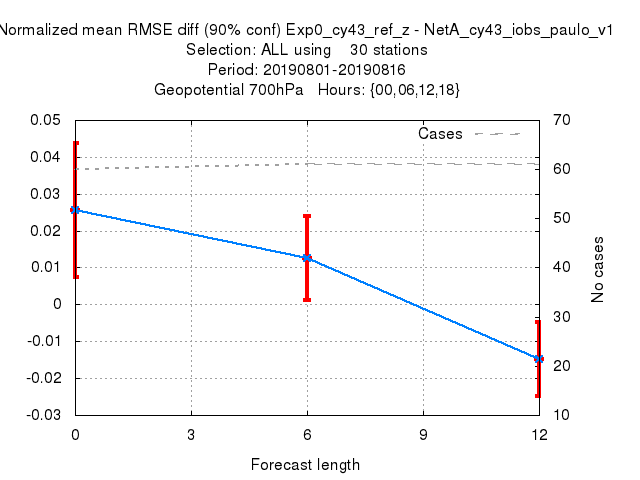 Normalized mean RMSE diff (90% conf) Exp0_cy43_ref_z - NetA_cy43_iobs_paulo_v1
Selection: ALL using 30 stations
Period: 20190801-20190816
Geopotential 700hPa Hours: {00,06,12,18}
Cases
0.05
0.04
0.03
0.02
0.01
0
-0.01
-0.02
-0.03
70
60
50
40
30
20
10
No cases
0 3 6 9 12
Forecast length